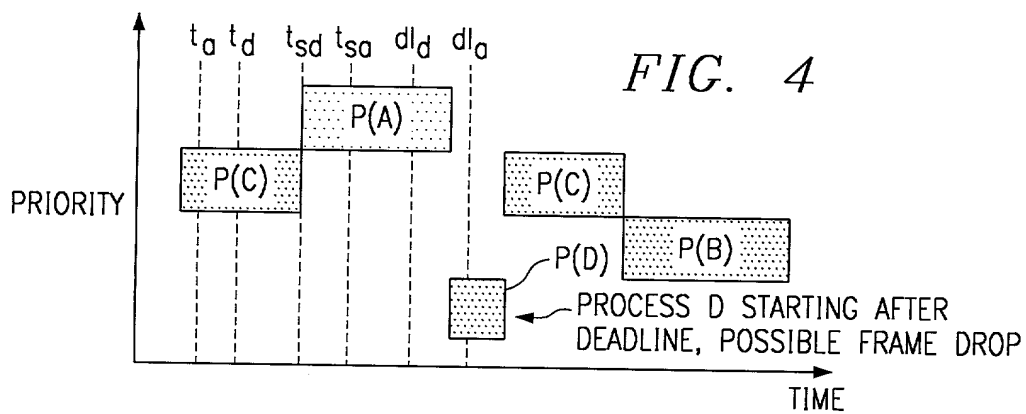 t_a t_d t_sd t_sa dl_d dl_a
FIG. 4
P(A)
P(C)
P(C)
PRIORITY
P(B)
P(D)
PROCESS D STARTING AFTER
DEADLINE, POSSIBLE FRAME DROP
TIME